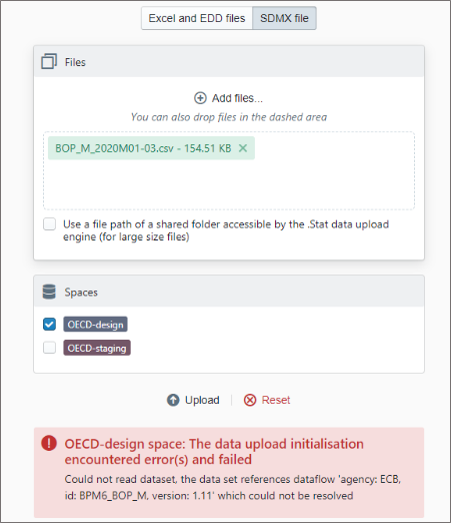 Excel and EDD files SDMX file
Files
Add files...
You can also drop files in the dashed area
BOP_M_2020M01-03.csv - 154.51 KB ×
Use a file path of a shared folder accessible by the .Stat data upload
engine (for large size files)
Spaces
OECD-design
OECD-staging
Upload Reset
OECD-design space: The data upload initialisation
encountered error(s) and failed
Could not read dataset, the data set references dataflow 'agency: ECB,
id: BPM6_BOP_M, version: 1.11' which could not be resolved